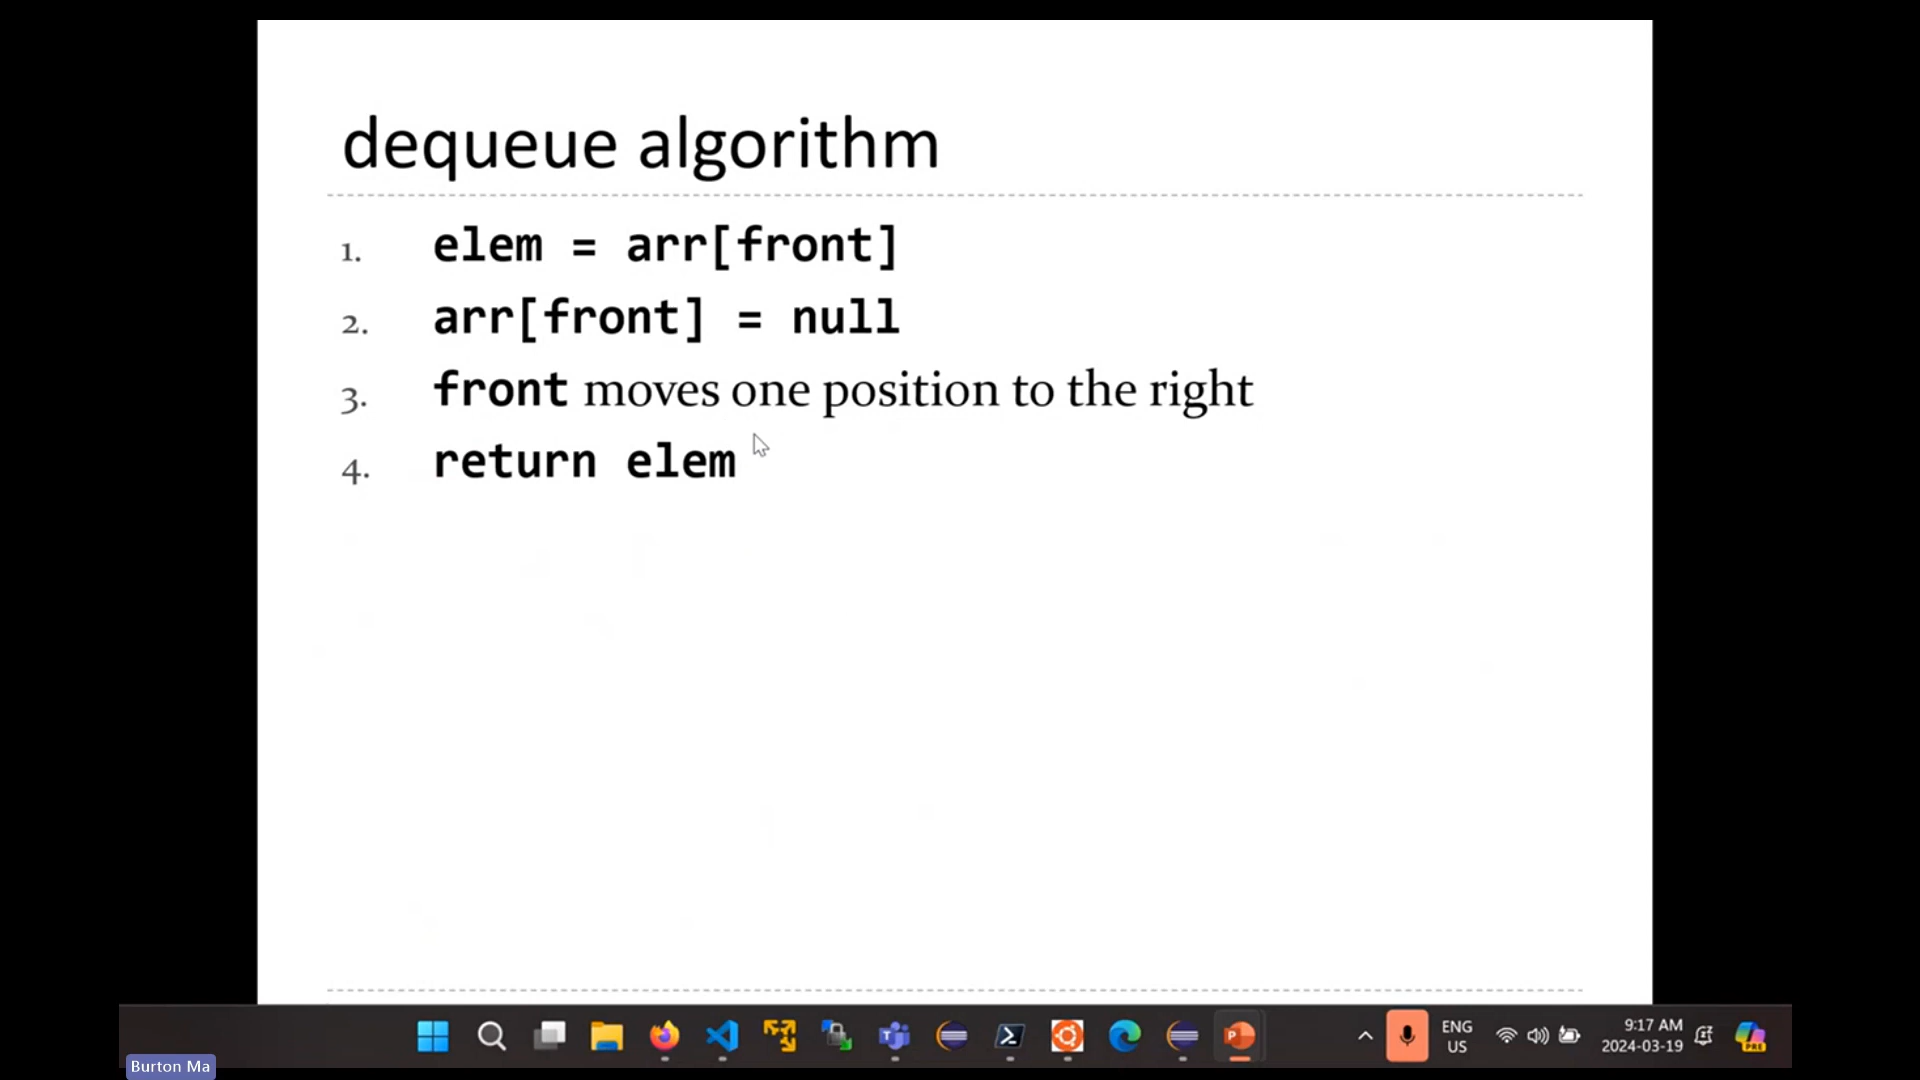 dequeue algorithm
1. elem = arr[front]
2. arr[front] = null
3. front moves one position to the right
4. return elem
ENG
US
9:17 AM
2024-03-19
PRE
Burton Ma